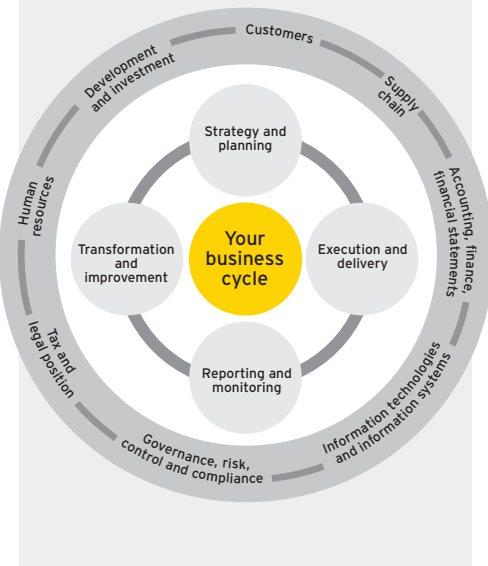 Customers
Supply
chain
Accounting, finance,
financial statements
Information technologies
and information systems
Governance, risk,
control and compliance
Tax and
legal position
Human
resources
Development
and investment
Strategy and
planning
Execution and
delivery
Reporting and
monitoring
Transformation
and
improvement
Your
business
cycle